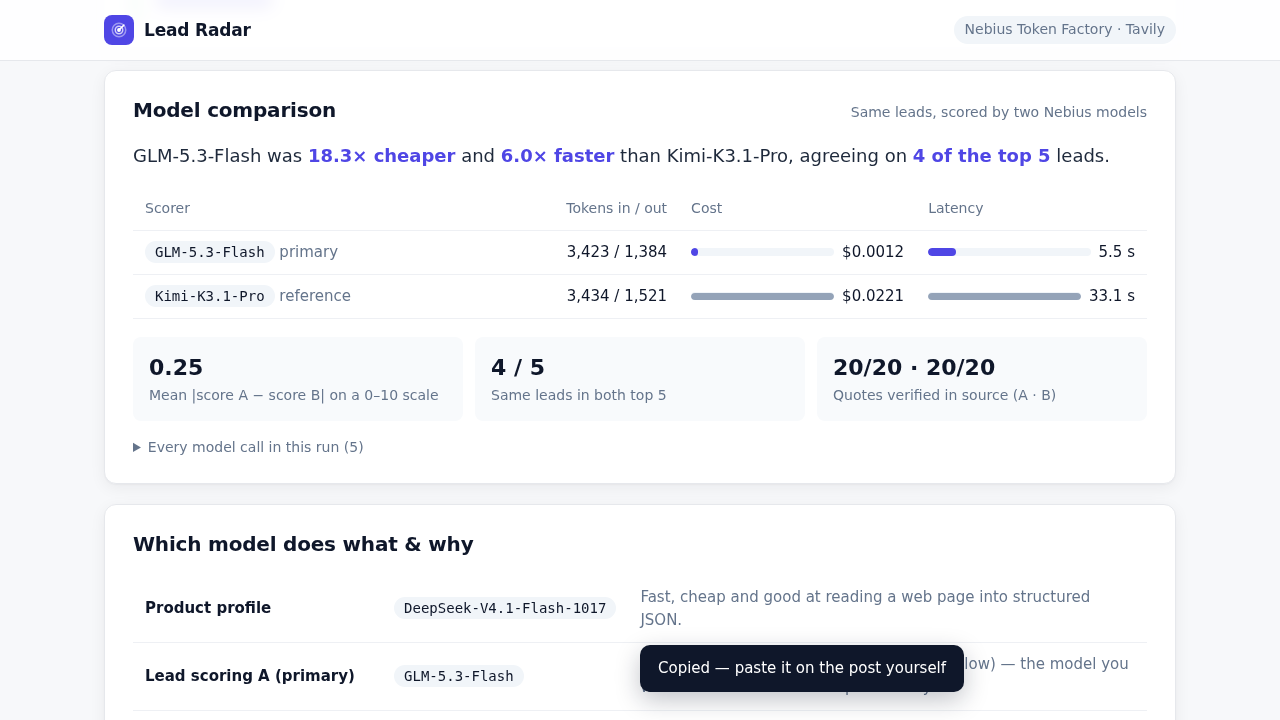 Lead Radar
Nebius Token Factory · Tavily
Model comparison
Same leads, scored by two Nebius models
GLM-5.3-Flash was 18.3× cheaper and 6.0× faster than Kimi-K3.1-Pro, agreeing on 4 of the top 5 leads.
Scorer Tokens in / out Cost Latency
GLM-5.3-Flash primary 3,423 / 1,384 $0.0012 5.5 s
Kimi-K3.1-Pro reference 3,434 / 1,521 $0.0221 33.1 s
0.25
Mean |score A − score B| on a 0–10 scale
4 / 5
Same leads in both top 5
20/20 · 20/20
Quotes verified in source (A · B)
Every model call in this run (5)
Which model does what & why
Product profile
DeepSeek-V4.1-Flash-1017
Fast, cheap and good at reading a web page into structured
JSON.
Lead scoring A (primary)
GLM-5.3-Flash
low) — the model you
Copied — paste it on the post yourself